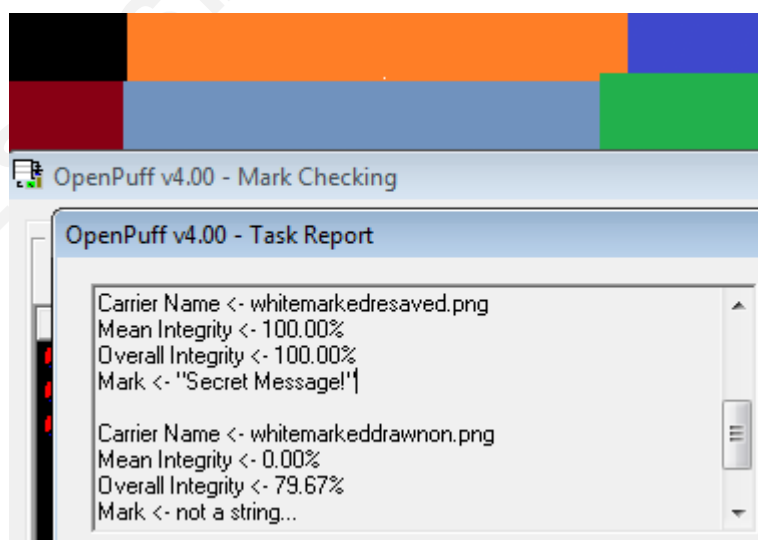 OpenPuff v4.00 - Mark Checking
OpenPuff v4.00 - Task Report
Carrier Name <- whitemarkedresaved.png
Mean Integrity <- 100.00%
Overall Integrity <- 100.00%
Mark <- "Secret Message!"
Carrier Name <- whitemarkeddrawnon.png
Mean Integrity <- 0.00%
Overall Integrity <- 79.67%
Mark <- not a string...